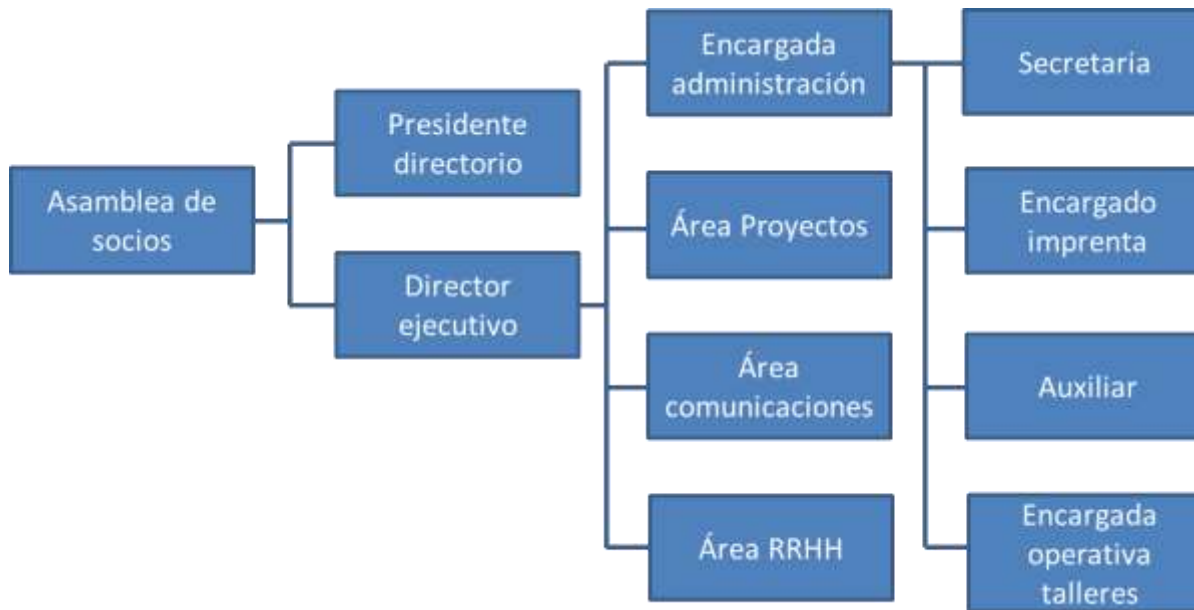 Asamblea de
socios
Presidente
directorio
Director
ejecutivo
Encargada
administración
Área Proyectos
Área
comunicaciones
Área RRHH
Secretaria
Encargado
imprenta
Auxiliar
Encargada
operativa
talleres